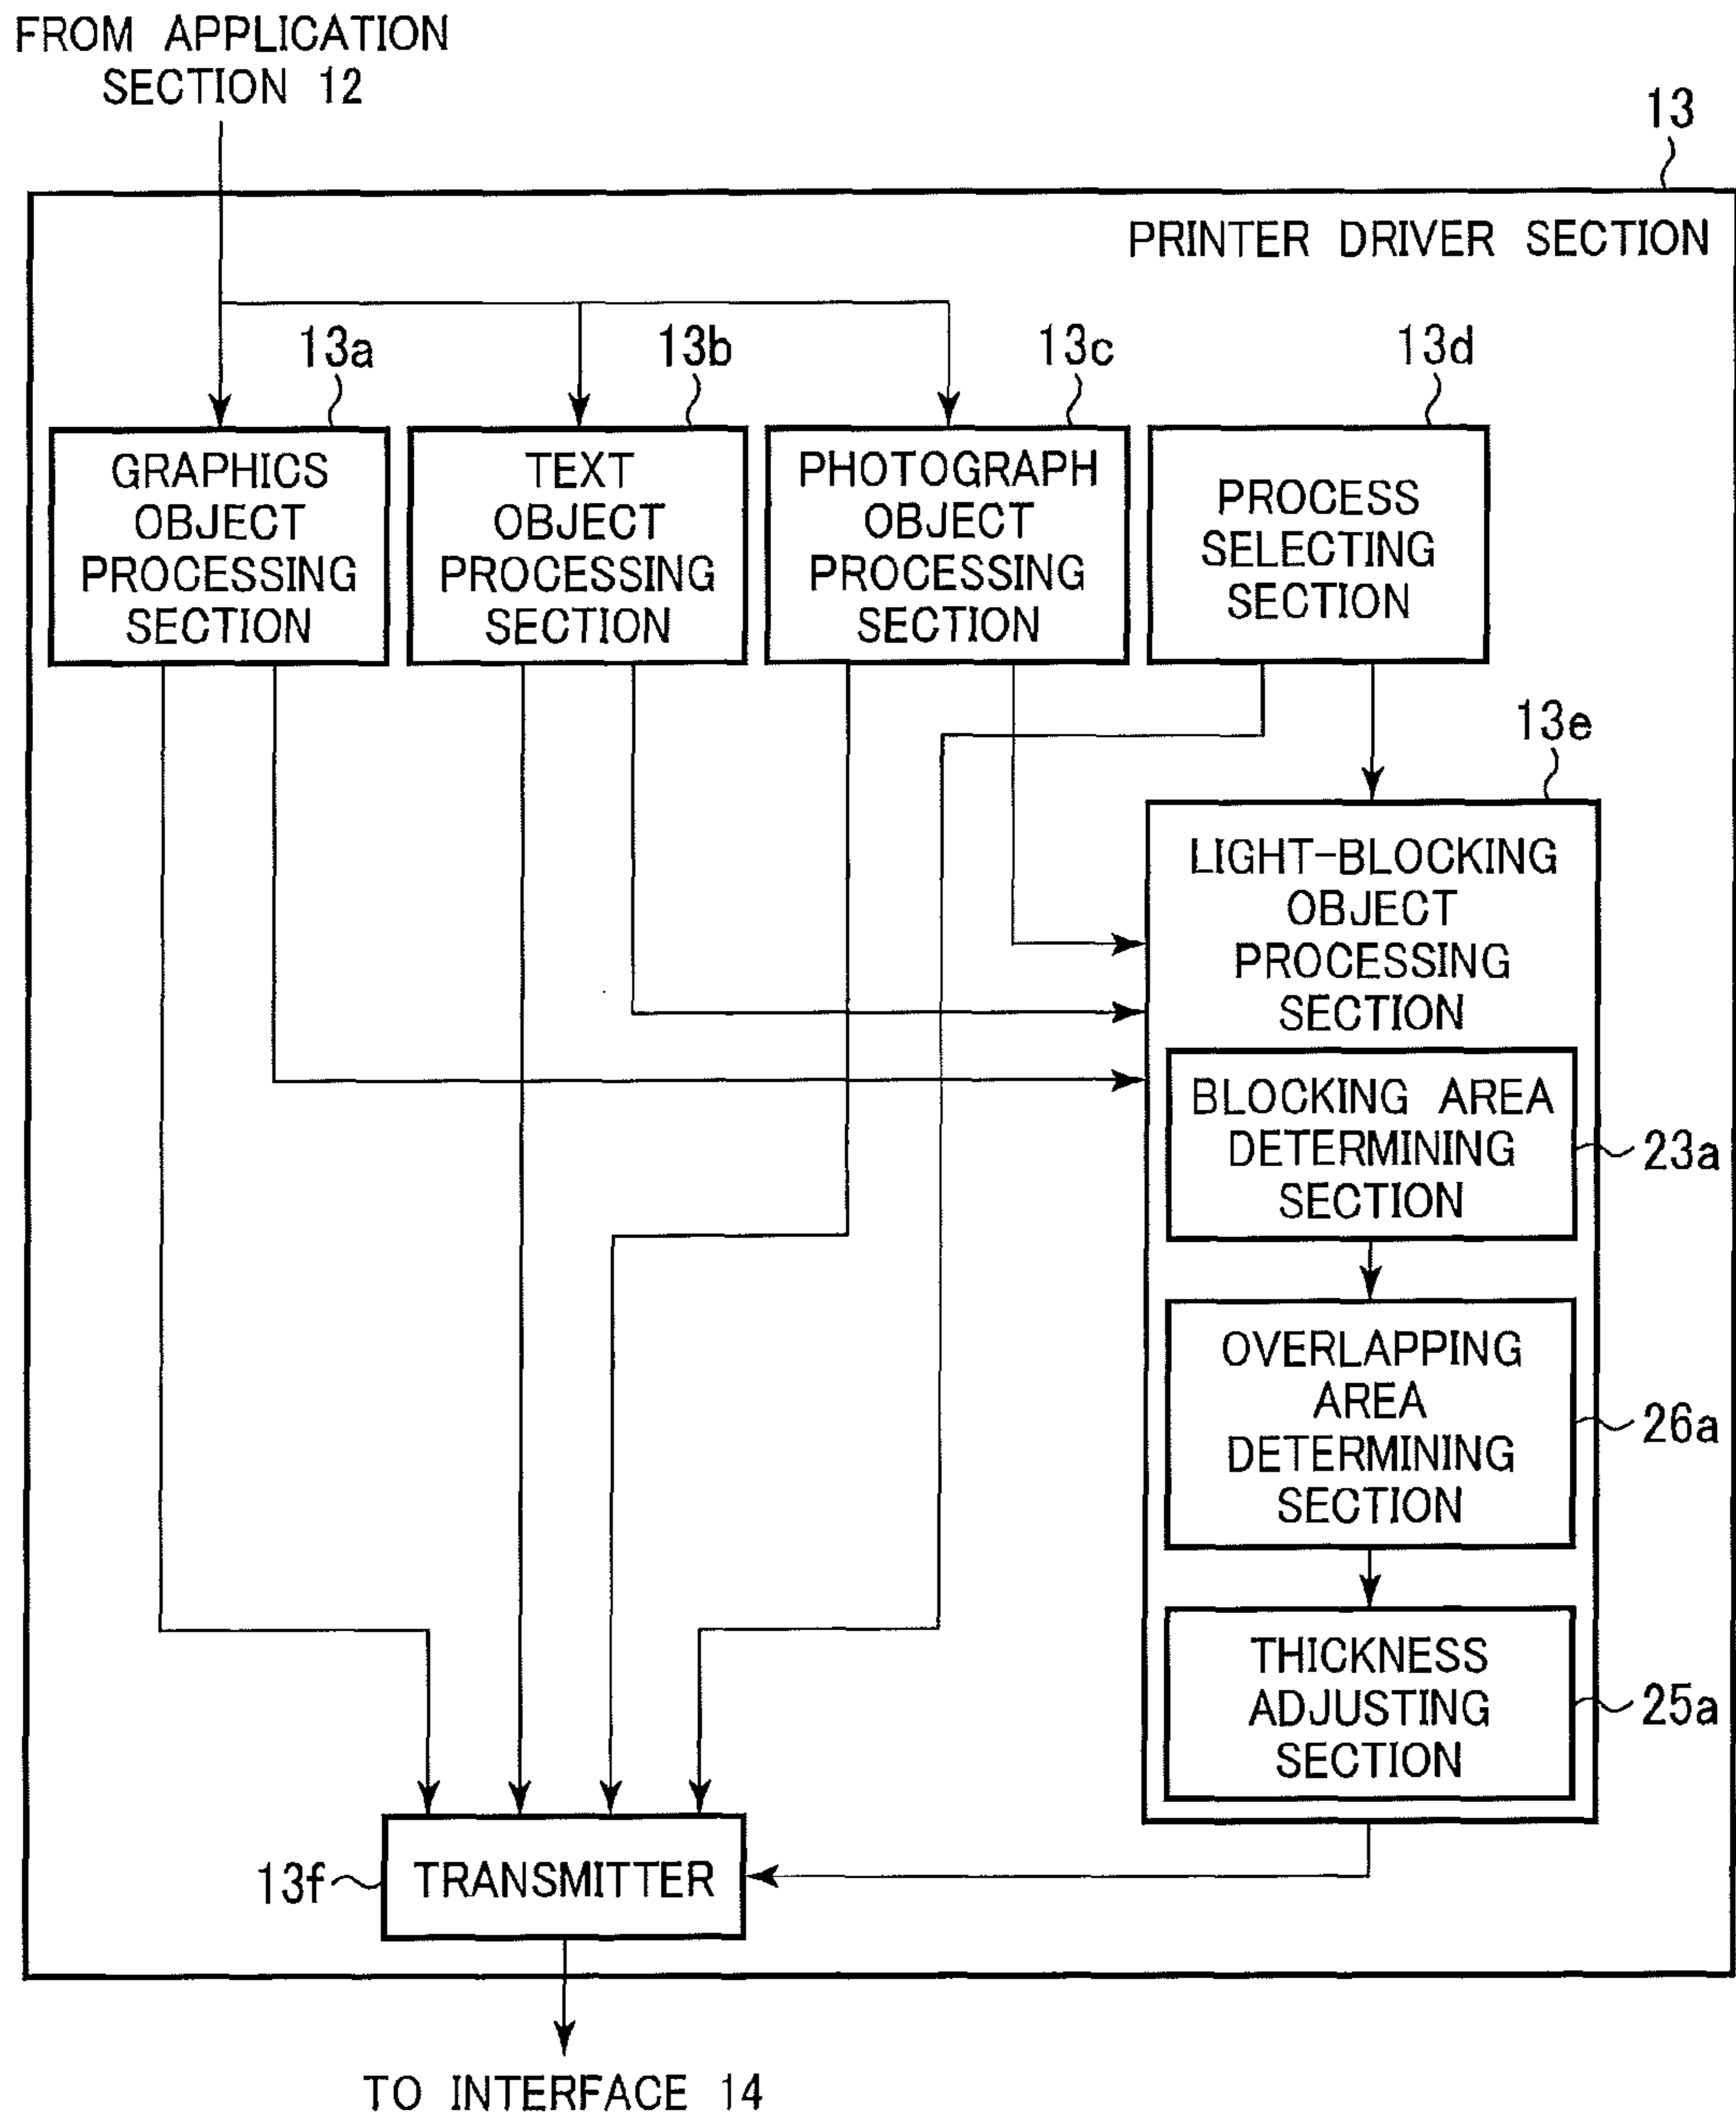 FROM APPLICATION
SECTION 12
13
PRINTER DRIVER SECTION
13a
13b
13c
13d
GRAPHICS
OBJECT
PROCESSING
SECTION
TEXT
OBJECT
PROCESSING
SECTION
PHOTOGRAPH
OBJECT
PROCESSING
SECTION
PROCESS
SELECTING
SECTION
13e
LIGHT-BLOCKING
OBJECT
PROCESSING
SECTION
BLOCKING AREA
DETERMINING
SECTION
23a
OVERLAPPING
AREA
DETERMINING
SECTION
26a
THICKNESS
ADJUSTING
SECTION
25a
13f
TRANSMITTER
TO INTERFACE 14